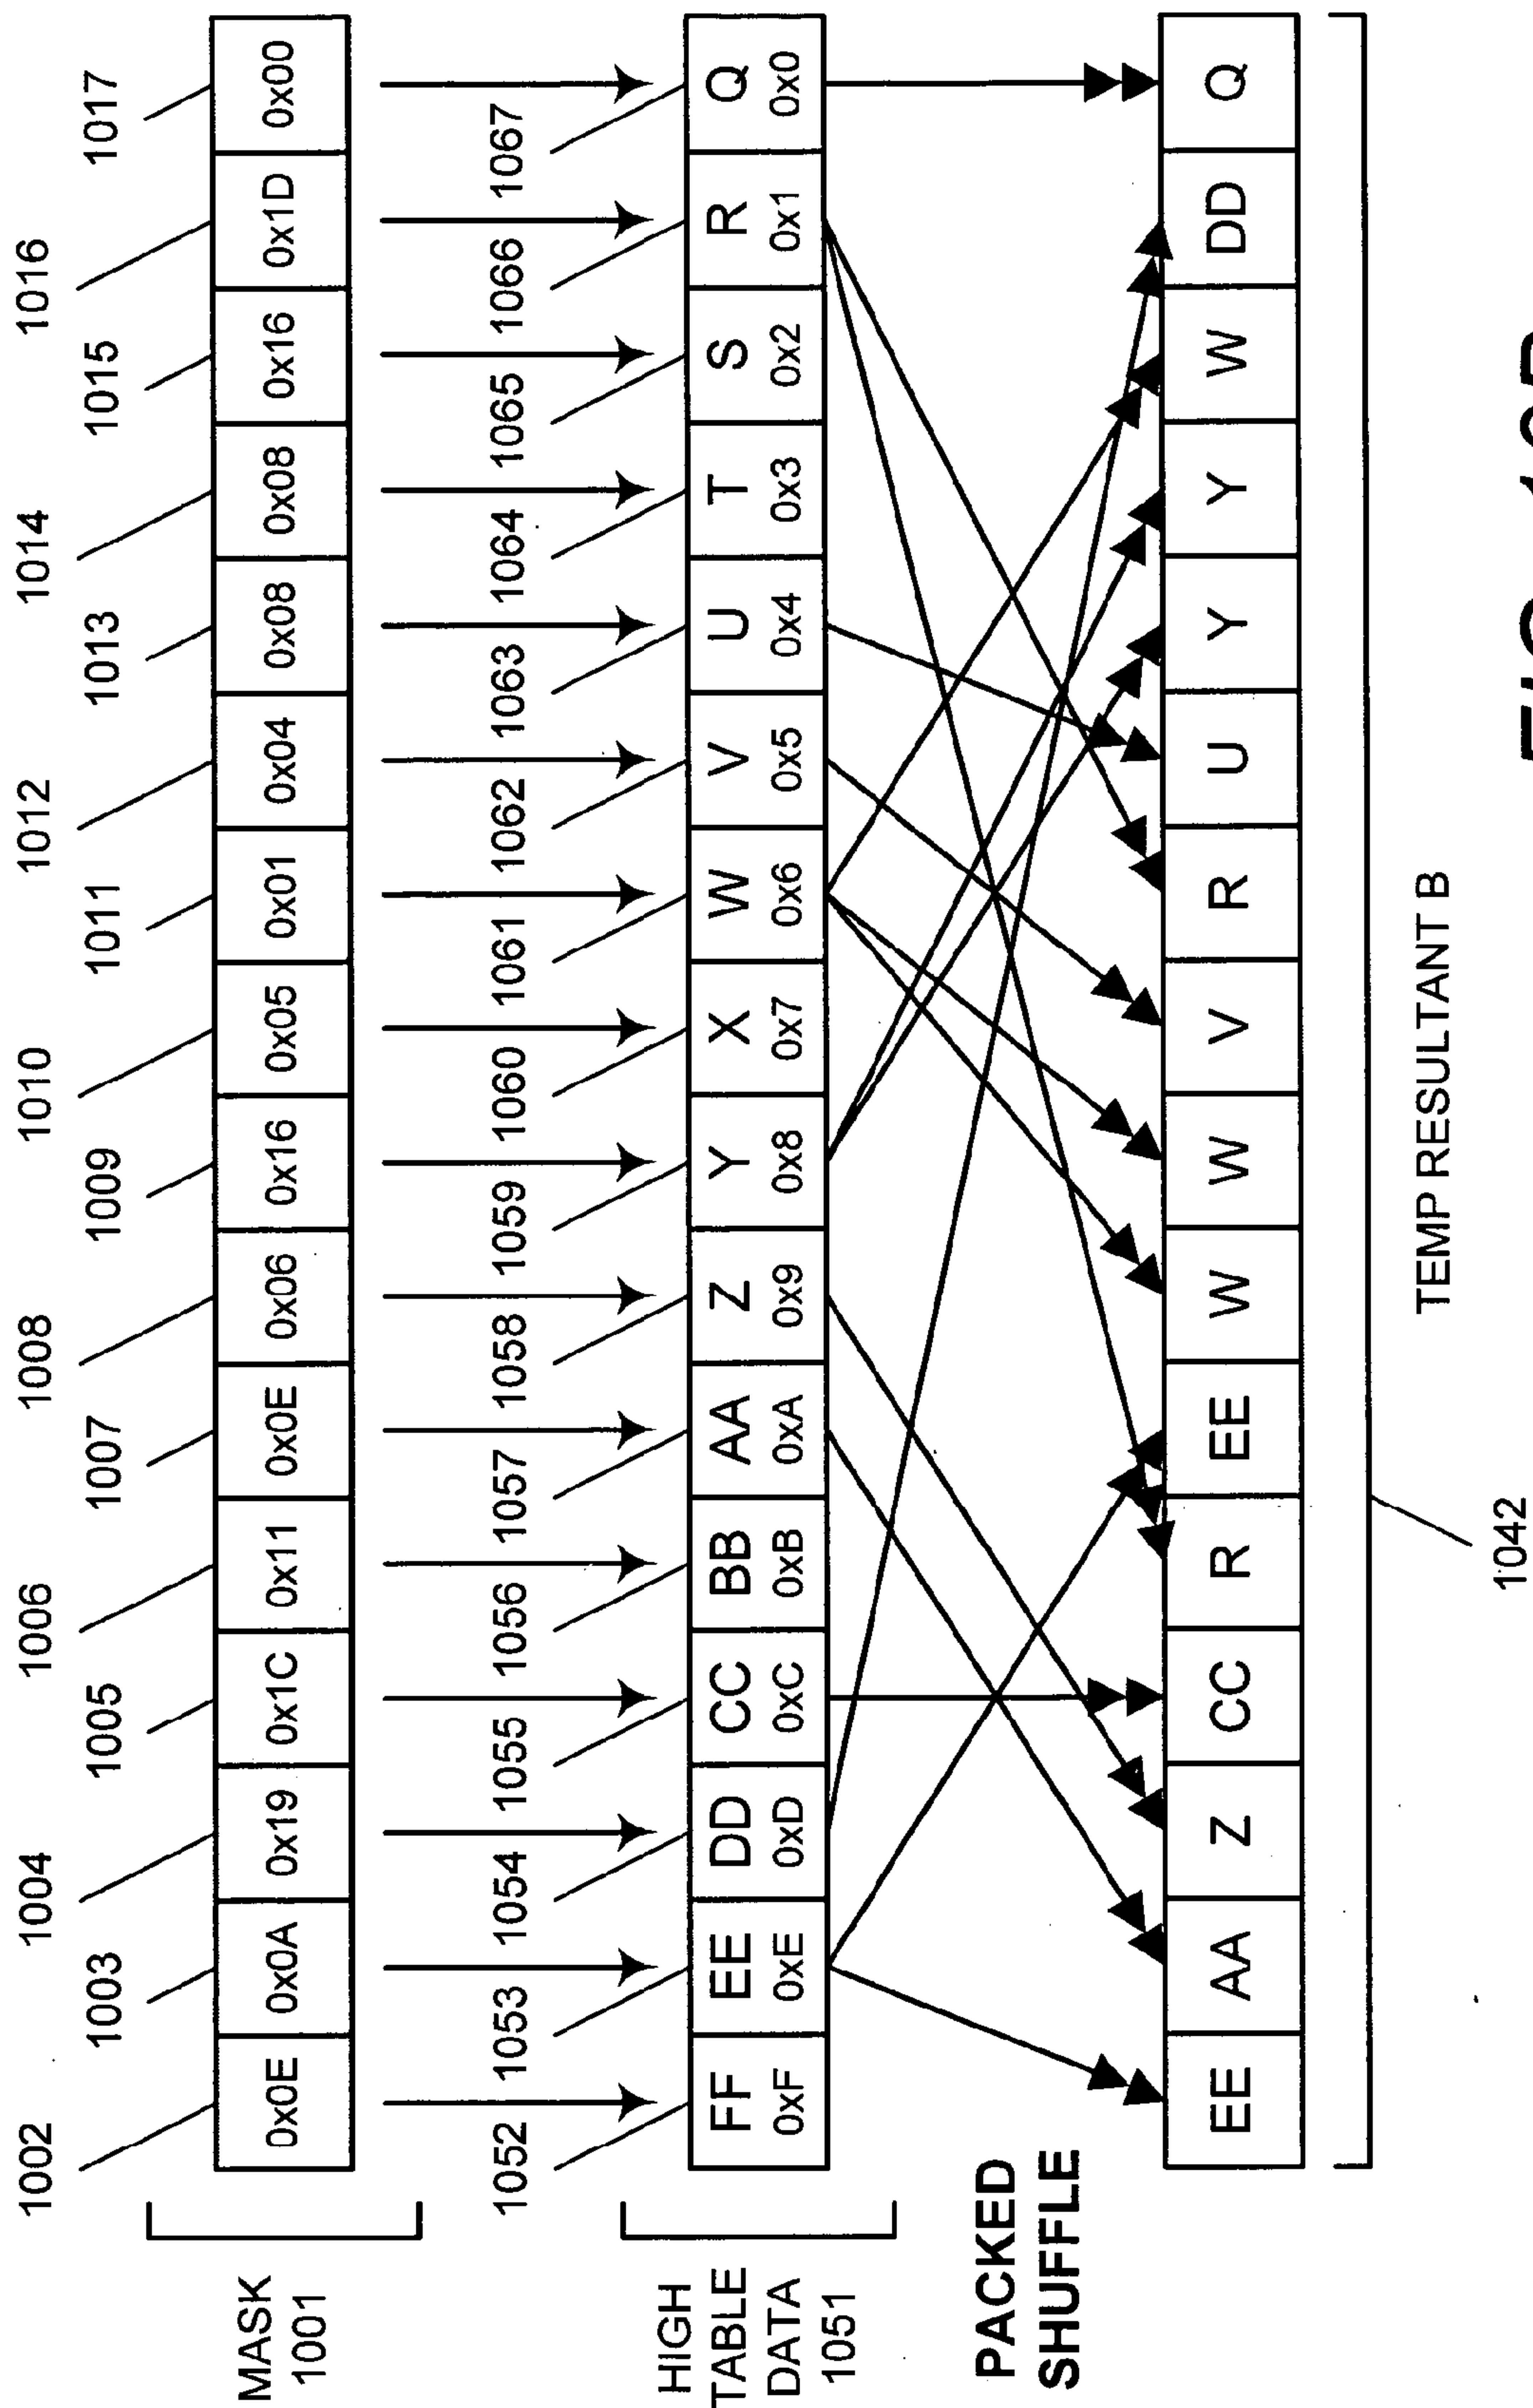 1002 1003 1004 1005 1006 1007 1008 1009 1010 1011 1012 1013 1014 1015 1016 1017
MASK
1001
0x0E 0x0A 0x19 0x1C 0x11 0x0E 0x06 0x16 0x05 0x01 0x04 0x08 0x08 0x16 0x1D 0x00
1052 1053 1054 1055 1056 1057 1058 1059 1060 1061 1062 1063 1064 1065 1066 1067
HIGH
TABLE
DATA
1051
FF EE DD CC BB AA Z Y X W V U T S R Q
0xF 0xE 0xD 0xC 0xB 0xA 0x9 0x8 0x7 0x6 0x5 0x4 0x3 0x2 0x1 0x0
PACKED
SHUFFLE
EE AA Z CC R EE W W V R U Y Y W DD Q
TEMP RESULTANT B
1042